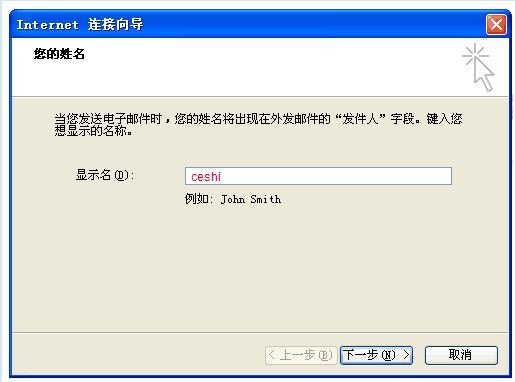 Internet 连接向导
您的姓名
当您发送电子邮件时，您的姓名将出现在外发邮件的“发件人”字段。键入您
想显示的名称。
显示名(D): ceshi
例如: John Smith
< 上一步(B) 下一步(N) > 取消